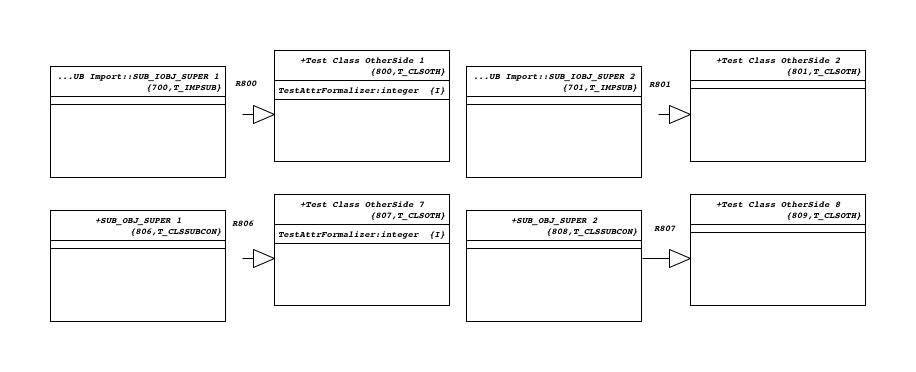 ...UB Import::SUB_IOBJ_SUPER 1
{700,T_IMPSUB}
R800
+Test Class OtherSide 1
{800,T_CLSOTH}
TestAttrFormalizer:integer {I}
...UB Import::SUB_IOBJ_SUPER 2
{701,T_IMPSUB}
R801
+Test Class OtherSide 2
{801,T_CLSOTH}
+SUB_OBJ_SUPER 1
{806,T_CLSSUBCON}
R806
+Test Class OtherSide 7
{807,T_CLSOTH}
TestAttrFormalizer:integer {I}
+SUB_OBJ_SUPER 2
{808,T_CLSSUBCON}
R807
+Test Class OtherSide 8
{809,T_CLSOTH}